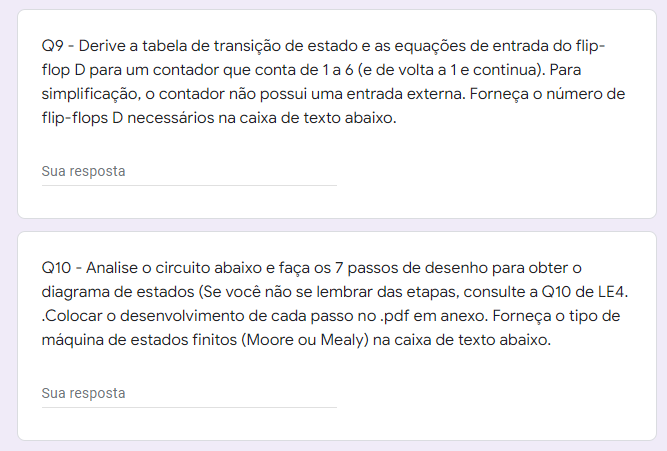 Q9 - Derive a tabela de transição de estado e as equações de entrada do flip-
flop D para um contador que conta de 1 a 6 (e de volta a 1 e continua). Para
simplificação, o contador não possui uma entrada externa. Forneça o número de
flip-flops D necessários na caixa de texto abaixo.
Sua resposta
Q10 - Analise o circuito abaixo e faça os 7 passos de desenho para obter o
diagrama de estados (Se você não se lembrar das etapas, consulte a Q10 de LE4.
.Colocar o desenvolvimento de cada passo no .pdf em anexo. Forneça o tipo de
máquina de estados finitos (Moore ou Mealy) na caixa de texto abaixo.
Sua resposta